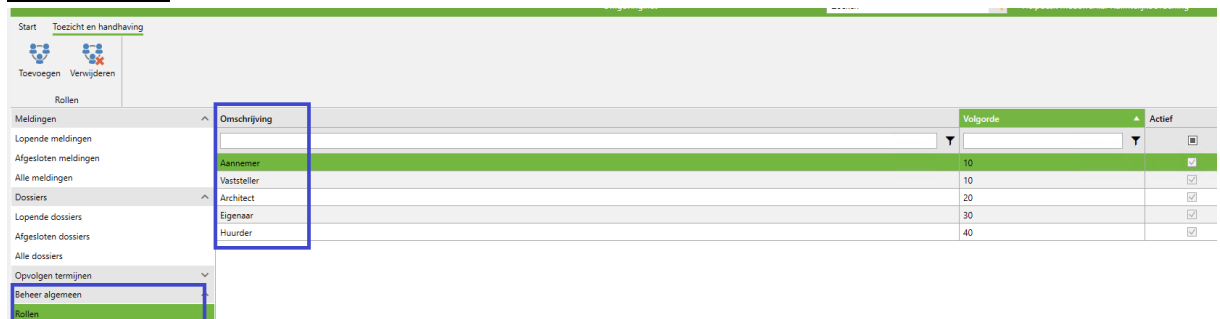 Start Toezicht en handhaving
Toevoegen Verwijderen
Rollen
Meldingen
Lopende meldingen
Afgesloten meldingen
Alle meldingen
Dossiers
Lopende dossiers
Afgesloten dossiers
Alle dossiers
Opvolgen termijnen
Beheer algemeen
Rollen
Omschrijving Volgorde Actief
Aannemer 10
Vaststeller 10
Architect 20
Eigenaar 30
Huurder 40